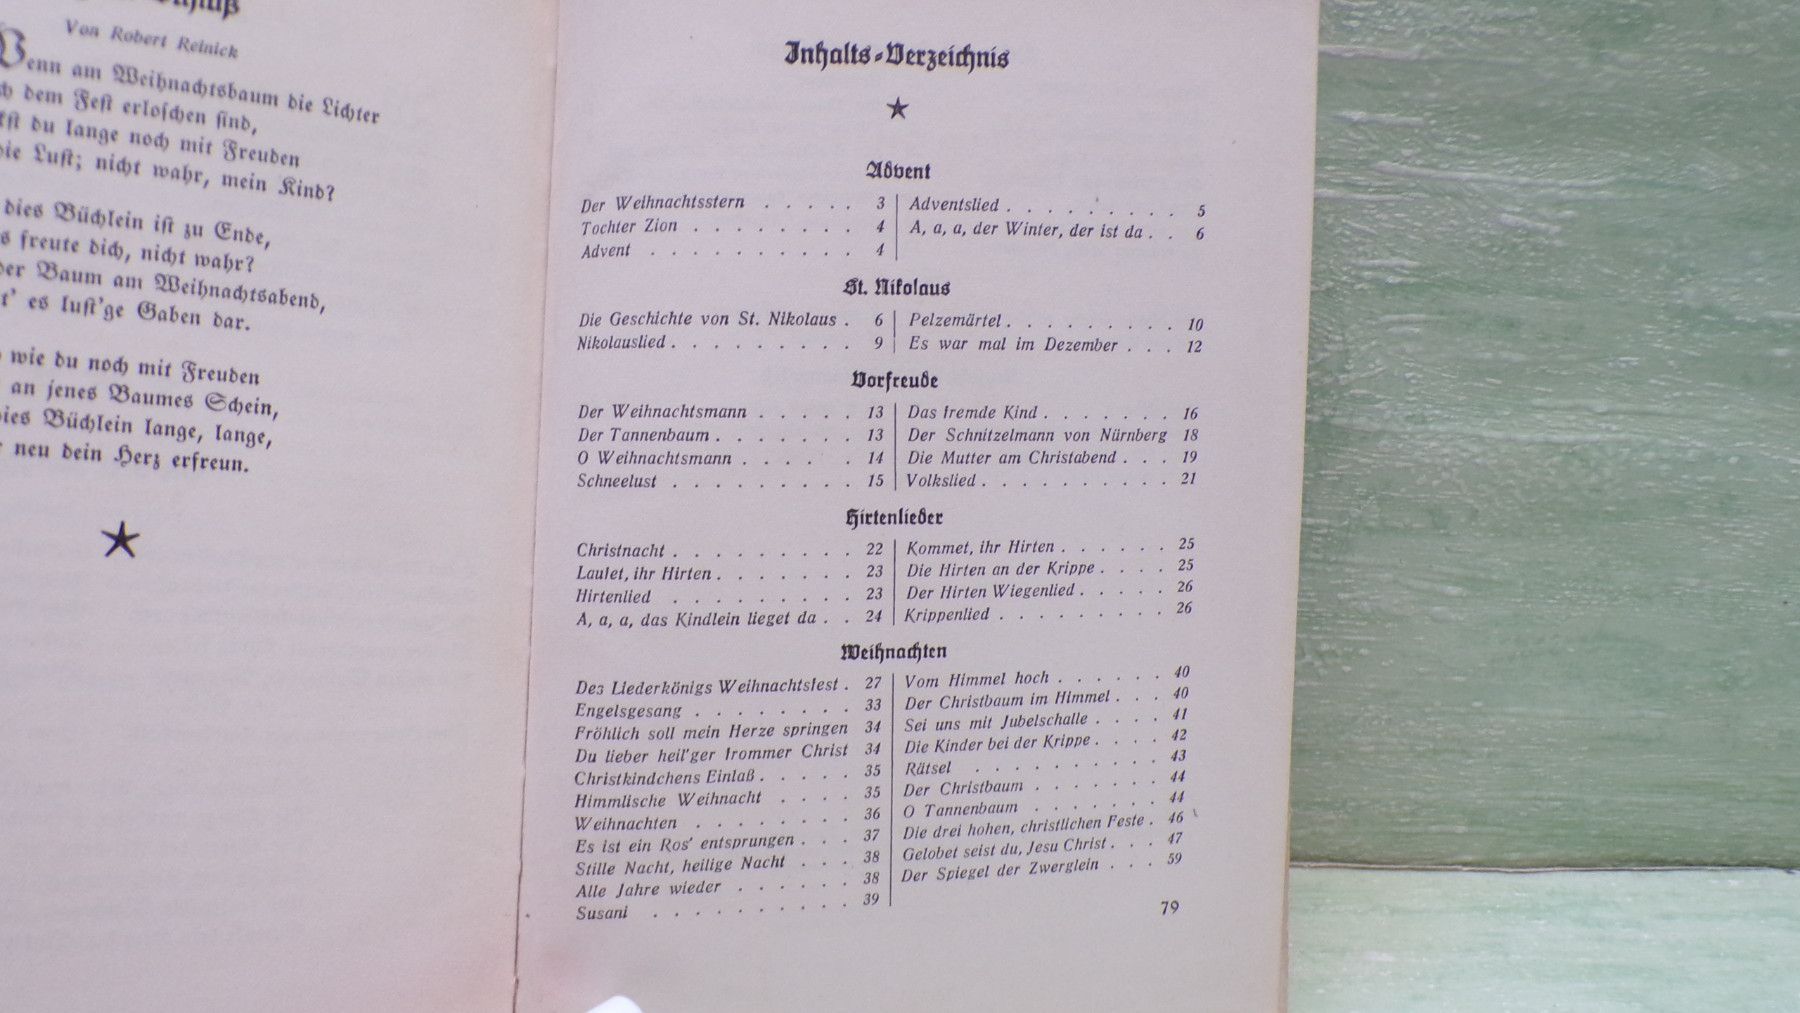 Von Robert Reinick
Wenn am Weihnachtsbaum die Lichter
dem Fest erloschen sind,
du lange noch mit Freuden
die Lust; nicht wahr, mein Kind?
dies Büchlein ist zu Ende,
freute dich, nicht wahr?
der Baum am Weihnachtsabend,
es lust'ge Gaben dar.
wie du noch mit Freuden
an jenes Baumes Schein,
dies Büchlein lange, lange,
neu dein Herz erfreun.
Inhalts-Verzeichnis
Advent
Der Weihnachtsstern . . . . . 3
Tochter Zion . . . . . . . . 4
Advent . . . . . . . . . . 4
Adventslied . . . . . . . . . 5
A, a, a, der Winter, der ist da . . 6
St. Nikolaus
Die Geschichte von St. Nikolaus . 6
Nikolauslied . . . . . . . . . 9
Pelzemärtel . . . . . . . . . 10
Es war mal im Dezember . . . 12
Vorfreude
Der Weihnachtsmann . . . . . 13
Der Tannenbaum . . . . . . . 13
O Weihnachtsmann . . . . . 14
Schneelust . . . . . . . . . 15
Das fremde Kind . . . . . . . 16
Der Schnitzelmann von Nürnberg 18
Die Mutter am Christabend . . . 19
Volkslied . . . . . . . . . . 21
Hirtenlieder
Christnacht . . . . . . . . . 22
Laufet, ihr Hirten . . . . . . . 23
Hirtenlied . . . . . . . . . 23
A, a, a, das Kindlein lieget da . . 24
Kommet, ihr Hirten . . . . . . 25
Die Hirten an der Krippe . . . . 25
Der Hirten Wiegenlied . . . . . 26
Krippenlied . . . . . . . . . 26
Weihnachten
Des Liederkönigs Weihnachtsfest . 27
Engelsgesang . . . . . . . . 33
Fröhlich soll mein Herze springen 34
Du lieber heil'ger frommer Christ 34
Christkindchens Einlaß . . . . . 35
Himmlische Weihnacht . . . . 35
Weihnachten . . . . . . . . 36
Es ist ein Ros' entsprungen . . . 37
Stille Nacht, heilige Nacht . . . 38
Alle Jahre wieder . . . . . . 38
Susani . . . . . . . . . . 39
Vom Himmel hoch . . . . . . 40
Der Christbaum im Himmel . . . 40
Sei uns mit Jubelschalle . . . . 41
Die Kinder bei der Krippe . . . . 42
Rätsel . . . . . . . . . . 43
Der Christbaum . . . . . . . 44
O Tannenbaum . . . . . . . 44
Die drei hohen, christlichen Feste . 46
Gelobet seist du, Jesu Christ . . . 47
Der Spiegel der Zwerglein . . . 59
79